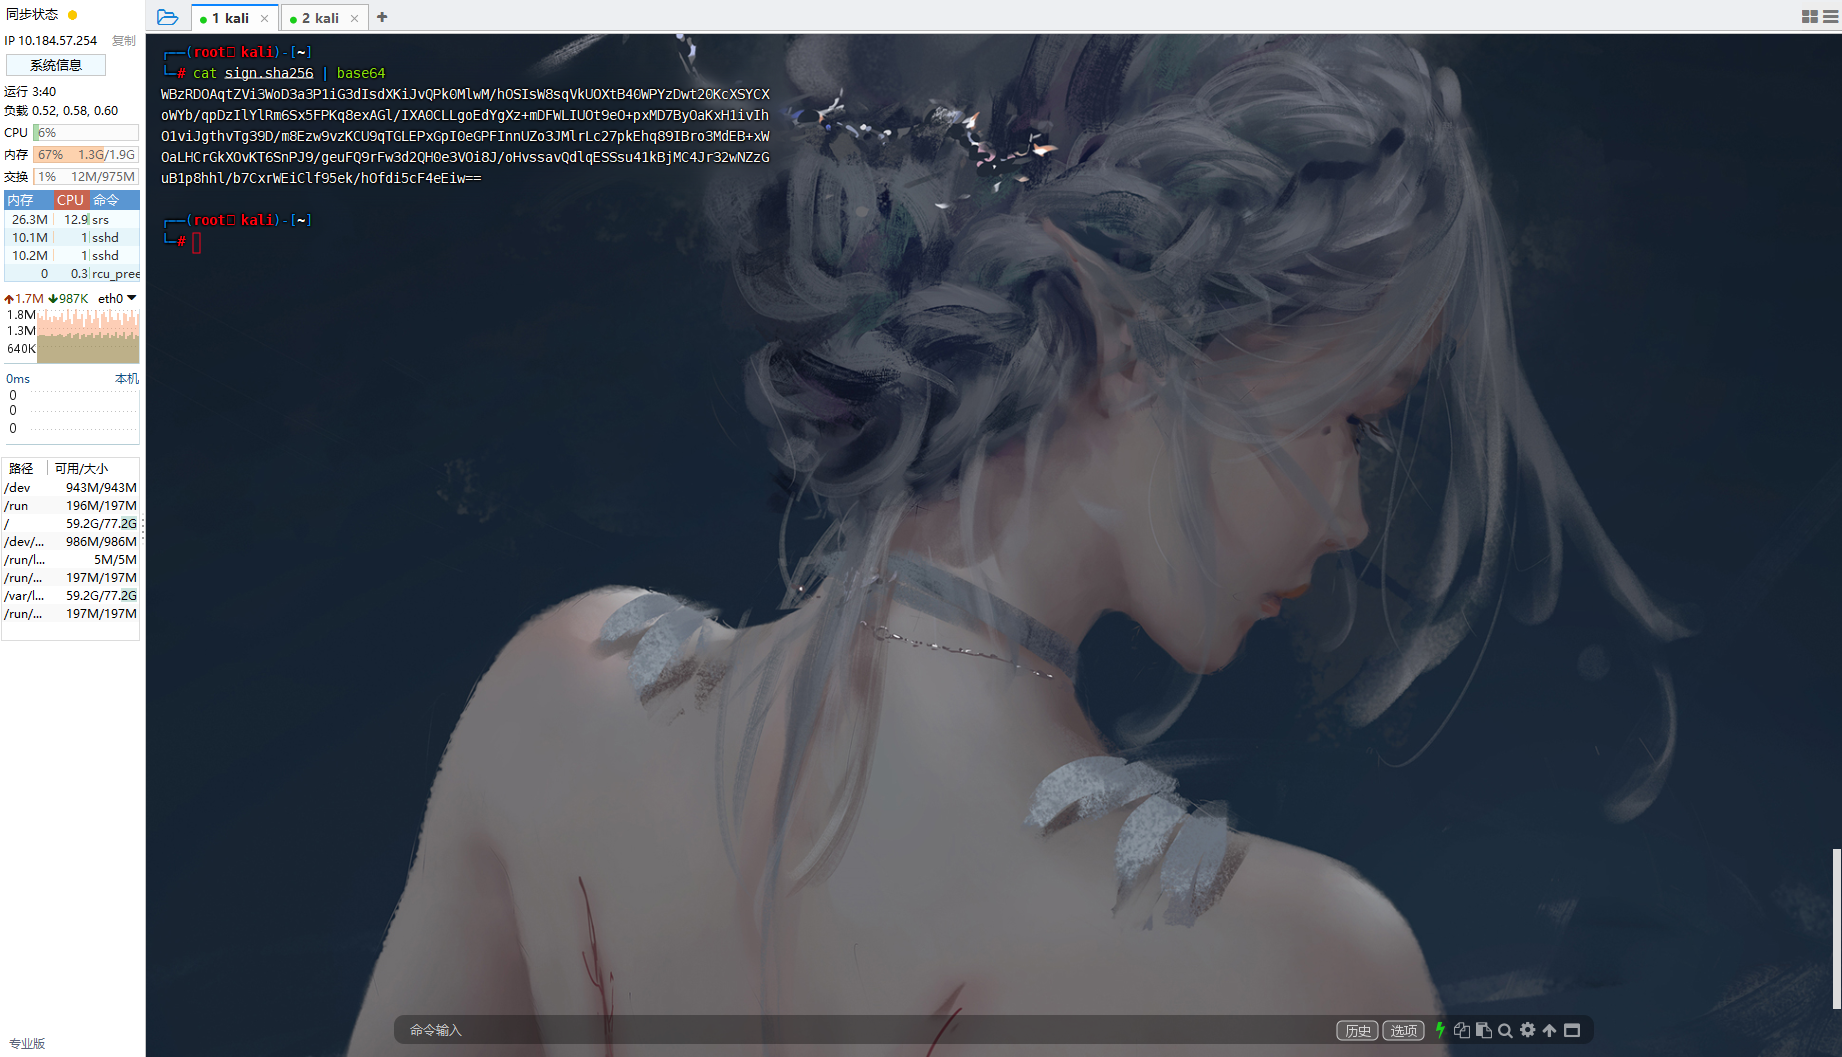 同步状态
IP 10.184.57.254 复制
系统信息
运行 3:40
负载 0.52, 0.58, 0.60
CPU 6%
内存 67% 1.3G/1.9G
交换 1% 12M/975M
内存 CPU 命令
26.3M 12.9 srs
10.1M 1 sshd
10.2M 1 sshd
0 0.3 rcu_pree
1.7M 987K eth0
1.8M
1.3M
640K
0ms 本机
0
0
0
路径 可用/大小
/dev 943M/943M
/run 196M/197M
/ 59.2G/77.2G
/dev/... 986M/986M
/run/l... 5M/5M
/run/... 197M/197M
/var/l... 59.2G/77.2G
/run/... 197M/197M
专业版
1 kali × 2 kali × +
┌──(root kali)-[~]
└─# cat sign.sha256 | base64
WBzRDOAqtZVi3WoD3a3P1iG3dIsdXKiJvQPk0MlwM/hOSIsW8sqVkUOXtB40WPYzDwt20KcXSYCX
oWYb/qpDzIlYlRm6Sx5FPKq8exAGl/IXA0CLLgoEdYgXz+mDFWLIUOt9eO+pxMD7ByOaKxH1ivIh
O1viJgthvTg39D/m8Ezw9vzKCU9qTGLEPxGpI0eGPFInnUZo3JMlrLc27pkEhq89IBro3MdEB+xW
OaLHCrGkXOvKT6SnPJ9/geuFQ9rFw3d2QH0e3VOi8J/oHvssavQdlqESSsu41kBjMC4Jr32wNZzG
uB1p8hhl/b7CxrWEiClf95ek/hOfdi5cF4eEiw==
┌──(root kali)-[~]
└─#
命令输入 历史 选项